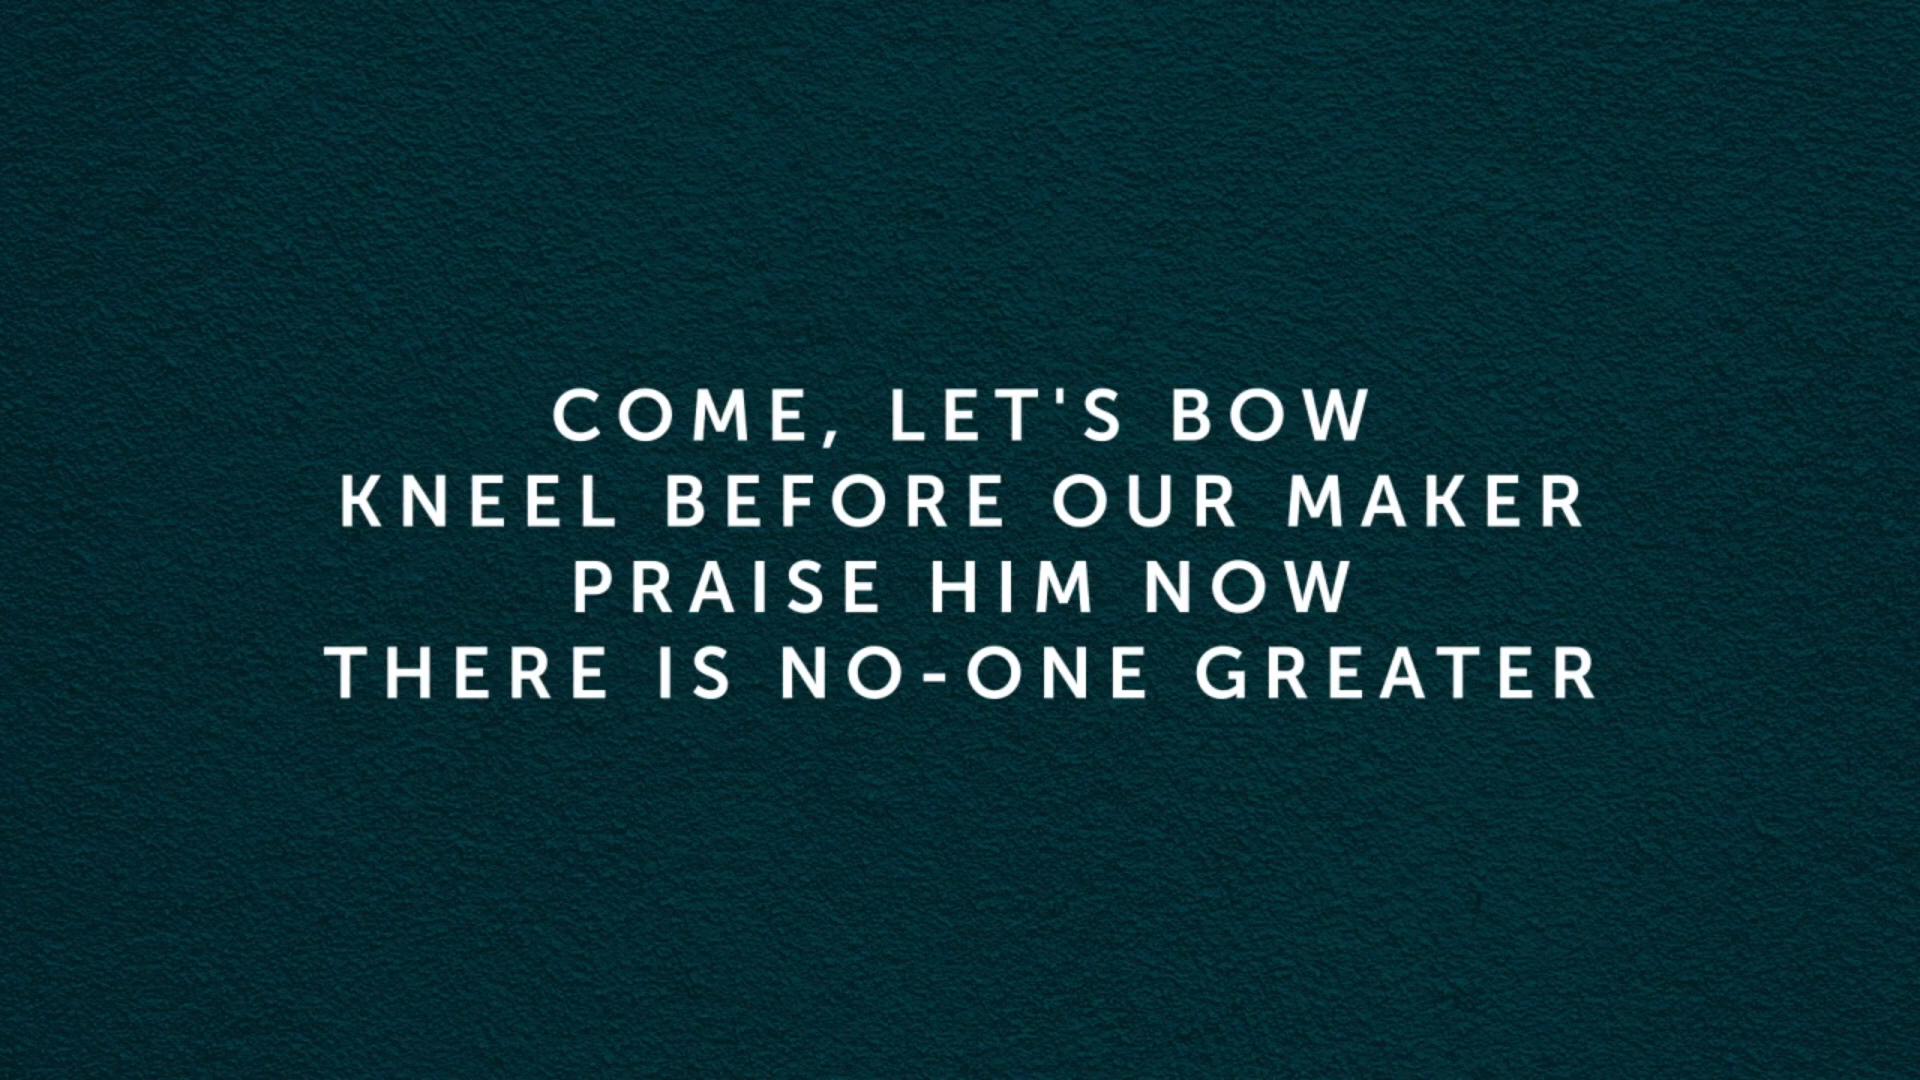 COME, LET'S BOW
KNEEL BEFORE OUR MAKER
PRAISE HIM NOW
THERE IS NO-ONE GREATER